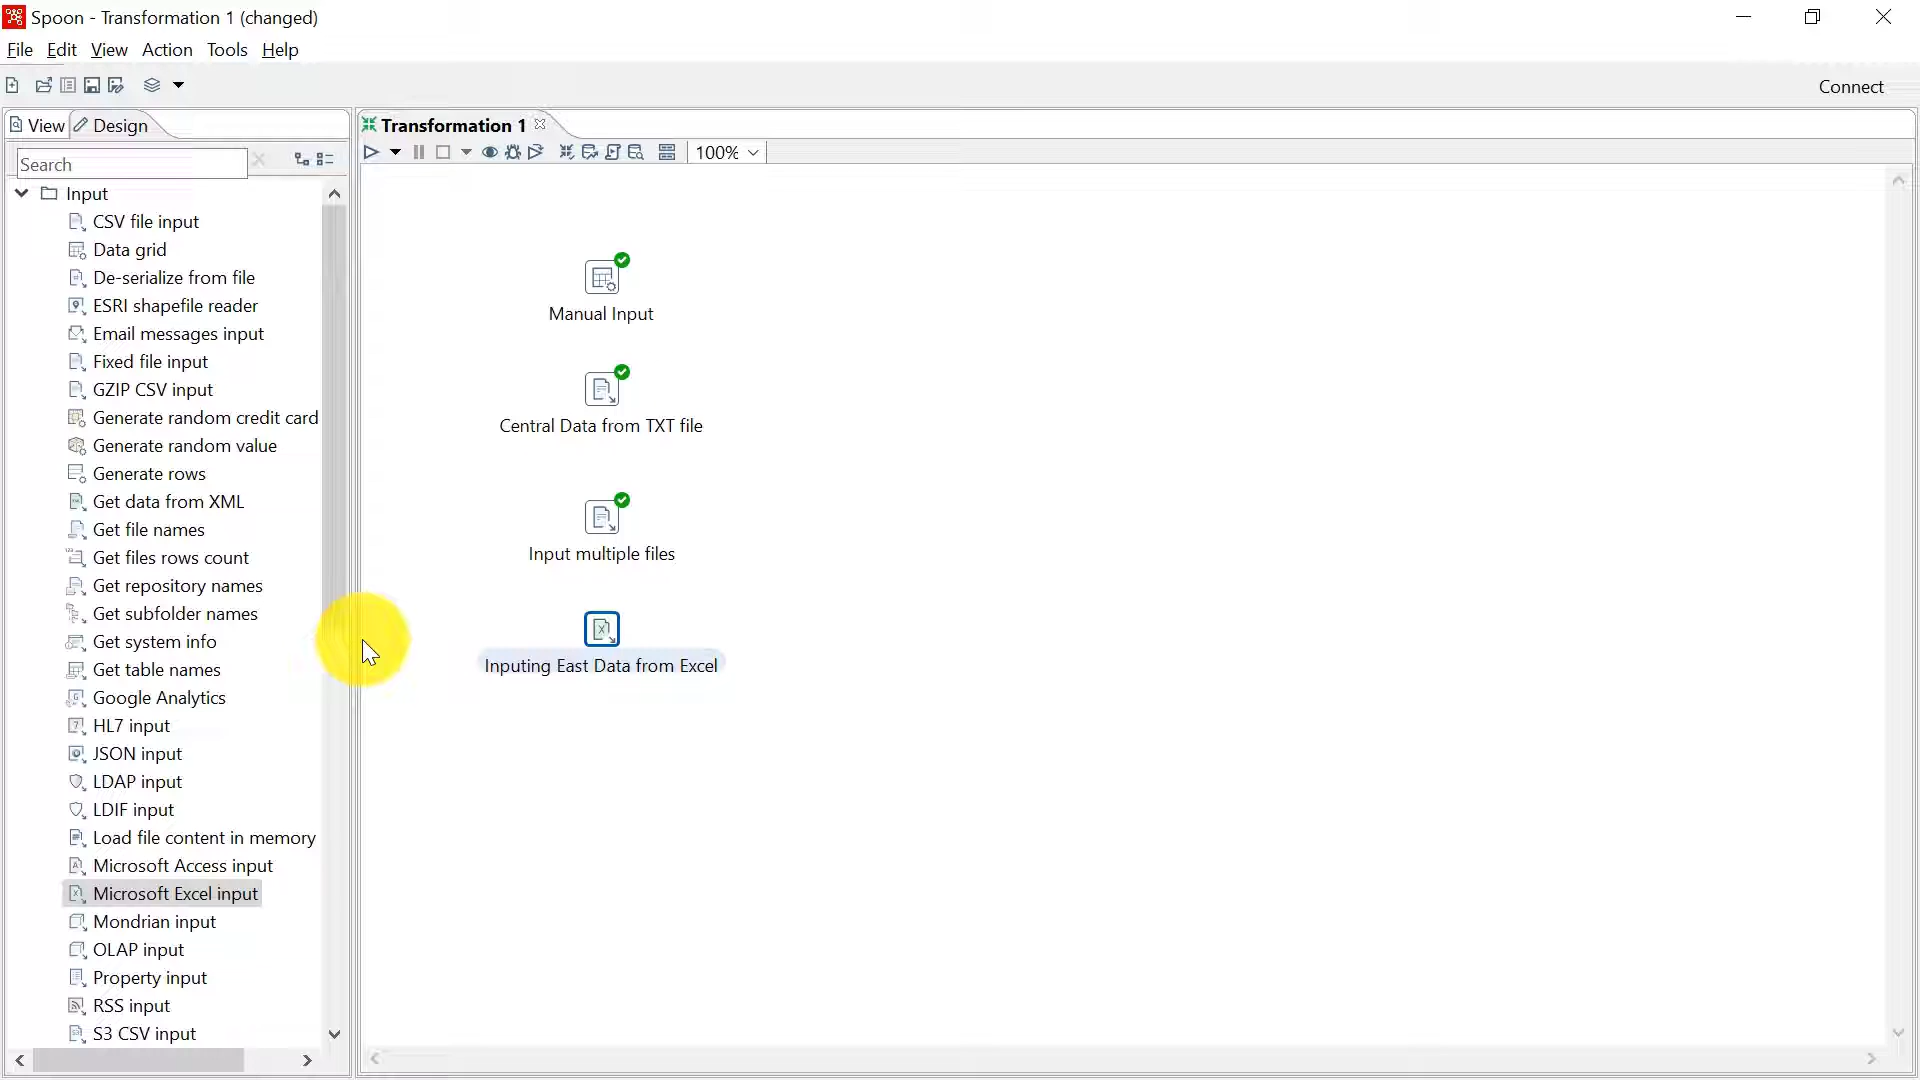 Spoon - Transformation 1 (changed)
File Edit View Action Tools Help
Connect
View Design
Transformation 1
Search
100%
Input
CSV file input
Data grid
De-serialize from file
ESRI shapefile reader
Email messages input
Fixed file input
GZIP CSV input
Generate random credit card
Generate random value
Generate rows
Get data from XML
Get file names
Get files rows count
Get repository names
Get subfolder names
Get system info
Get table names
Google Analytics
HL7 input
JSON input
LDAP input
LDIF input
Load file content in memory
Microsoft Access input
Microsoft Excel input
Mondrian input
OLAP input
Property input
RSS input
S3 CSV input
Manual Input
Central Data from TXT file
Input multiple files
Inputing East Data from Excel